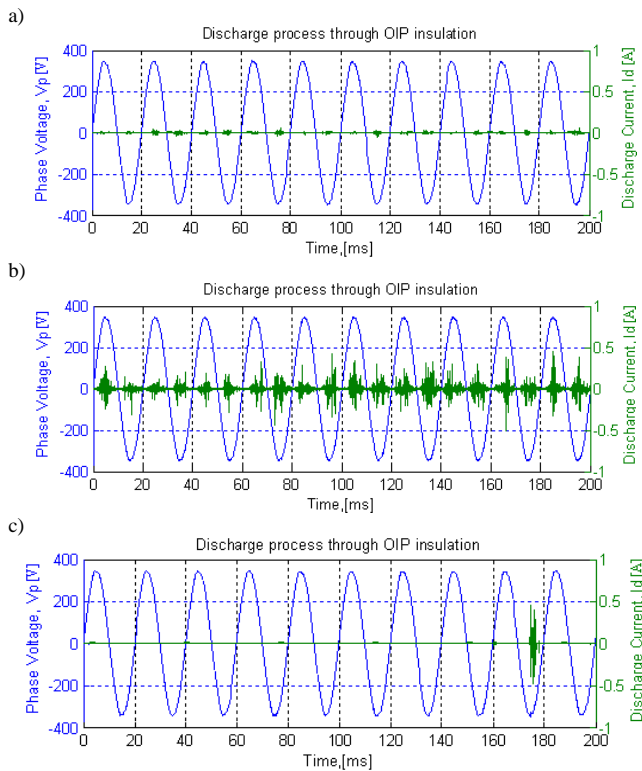 a)
Discharge process through OIP insulation
400
200
0
-200
-400
Phase Voltage, Vp [V]
1
0.5
0
-0.5
-1
Discharge Current, Id [A]
0 20 40 60 80 100 120 140 160 180 200
Time,[ms]
b)
Discharge process through OIP insulation
400
200
0
-200
-400
Phase Voltage, Vp [V]
1
0.5
0
-0.5
-1
Discharge Current, Id [A]
0 20 40 60 80 100 120 140 160 180 200
Time,[ms]
c)
Discharge process through OIP insulation
400
200
0
-200
-400
Phase Voltage, Vp [V]
1
0.5
0
-0.5
-1
Discharge Current, Id [A]
0 20 40 60 80 100 120 140 160 180 200
Time,[ms]